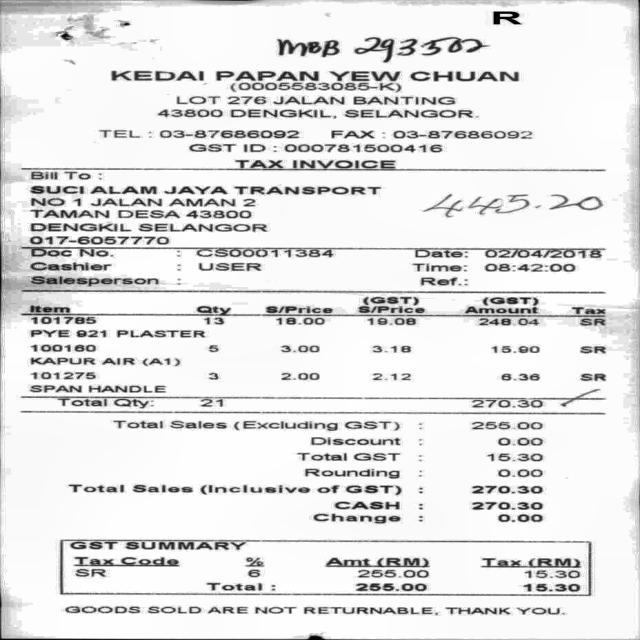 R
MBB 293502
KEDAI PAPAN YEW CHUAN
(0005583085-K)
LOT 276 JALAN BANTING
43800 DENGKIL, SELANGOR.
TEL : 03-87686092 FAX : 03-87686092
GST ID : 000781500416
TAX INVOICE
Bill To :
SUCI ALAM JAYA TRANSPORT
NO 1 JALAN AMAN 2
TAMAN DESA 43800
DENGKIL SELANGOR
017-6057770
445.20
Doc No. : CS00011384 Date: 02/04/2018
Cashier : USER Time: 08:42:00
Salesperson : Ref.:
Item Qty S/Price (GST) S/Price (GST) Amount Tax
101785 13 18.00 19.08 248.04 SR
PYE 921 PLASTER
100160 5 3.00 3.18 15.90 SR
KAPUR AIR (A1)
101275 3 2.00 2.12 6.36 SR
SPAN HANDLE
Total Qty: 21 270.30
Total Sales (Excluding GST) : 255.00
Discount : 0.00
Total GST : 15.30
Rounding : 0.00
Total Sales (Inclusive of GST) : 270.30
CASH : 270.30
Change : 0.00
GST SUMMARY
Tax Code % Amt (RM) Tax (RM)
SR 6 255.00 15.30
Total : 255.00 15.30
GOODS SOLD ARE NOT RETURNABLE, THANK YOU.